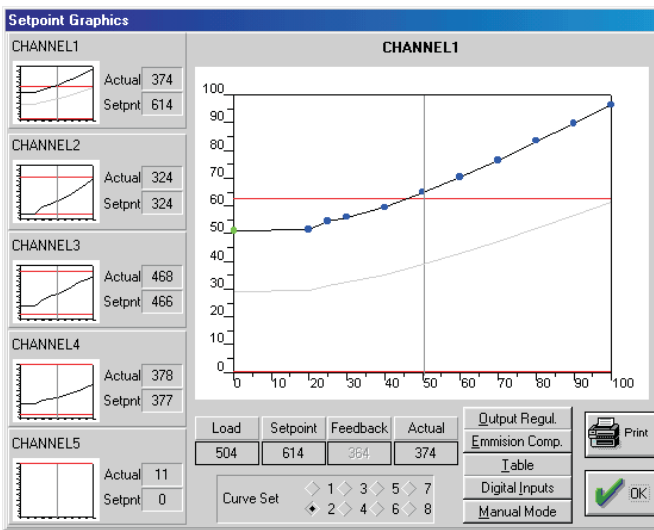 Setpoint Graphics
CHANNEL1
Actual 374
Setpnt 614
CHANNEL2
Actual 324
Setpnt 324
CHANNEL3
Actual 468
Setpnt 466
CHANNEL4
Actual 378
Setpnt 377
CHANNEL5
Actual 11
Setpnt 0
CHANNEL1
100
90
80
70
60
50
40
30
20
10
0
0 10 20 30 40 50 60 70 80 90 100
Load Setpoint Feedback Actual
504 614 364 374
Curve Set
1 3 5 7
2 4 6 8
Output Regul.
Emmision Comp.
Table
Digital Inputs
Manual Mode
Print
OK